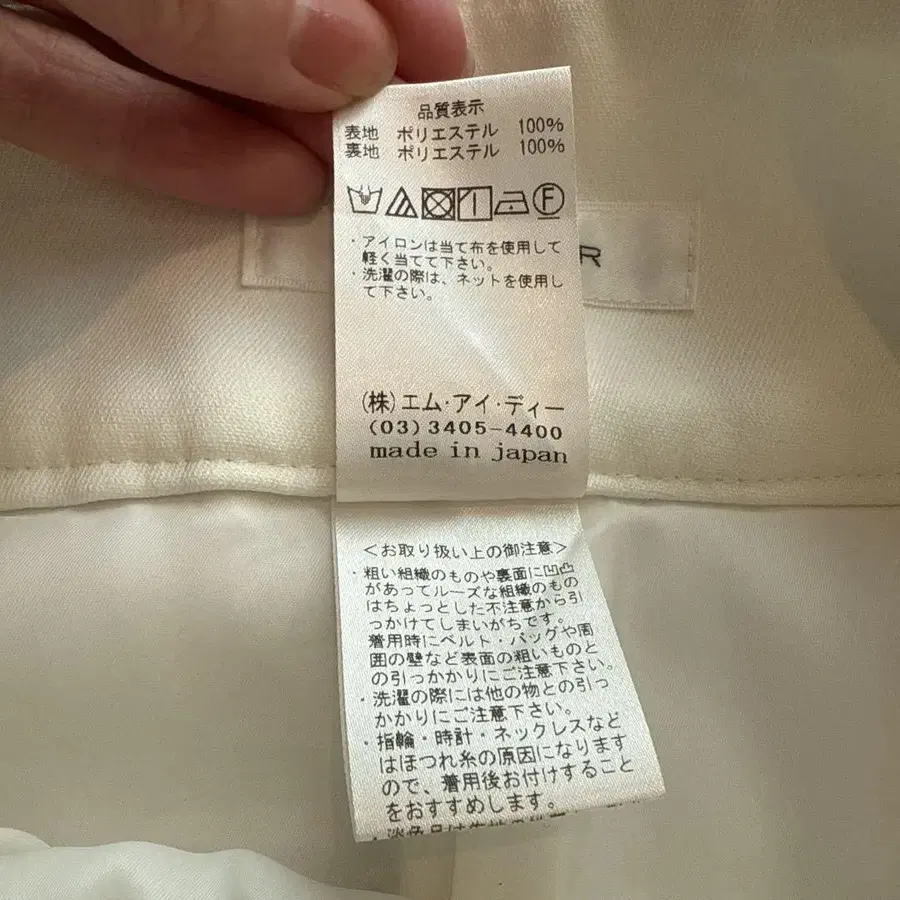 品質表示
表地 ポリエステル 100%
裏地 ポリエステル 100%
F
・アイロンは当て布を使用して
軽く当てて下さい。
・洗濯の際は、ネットを使用し
て下さい。
R
(株)エム・アイ・ディー
(03)3405-4400
made in japan
<お取り扱い上の御注意>
・粗い組織のものや裏面に凹凸
があってルーズな組織のもの
はちょっとした不注意から引
っかけてしまいがちです。
着用時にベルト・バッグや周
囲の壁など表面の粗いものと
の引っかかりにご注意下さい。
・洗濯の際には他の物との引っ
かかりにご注意下さい。
・指輪・時計・ネックレスなど
はほつれ糸の原因になります
ので、着用後お付けすること
をおすすめします。
・淡色品は